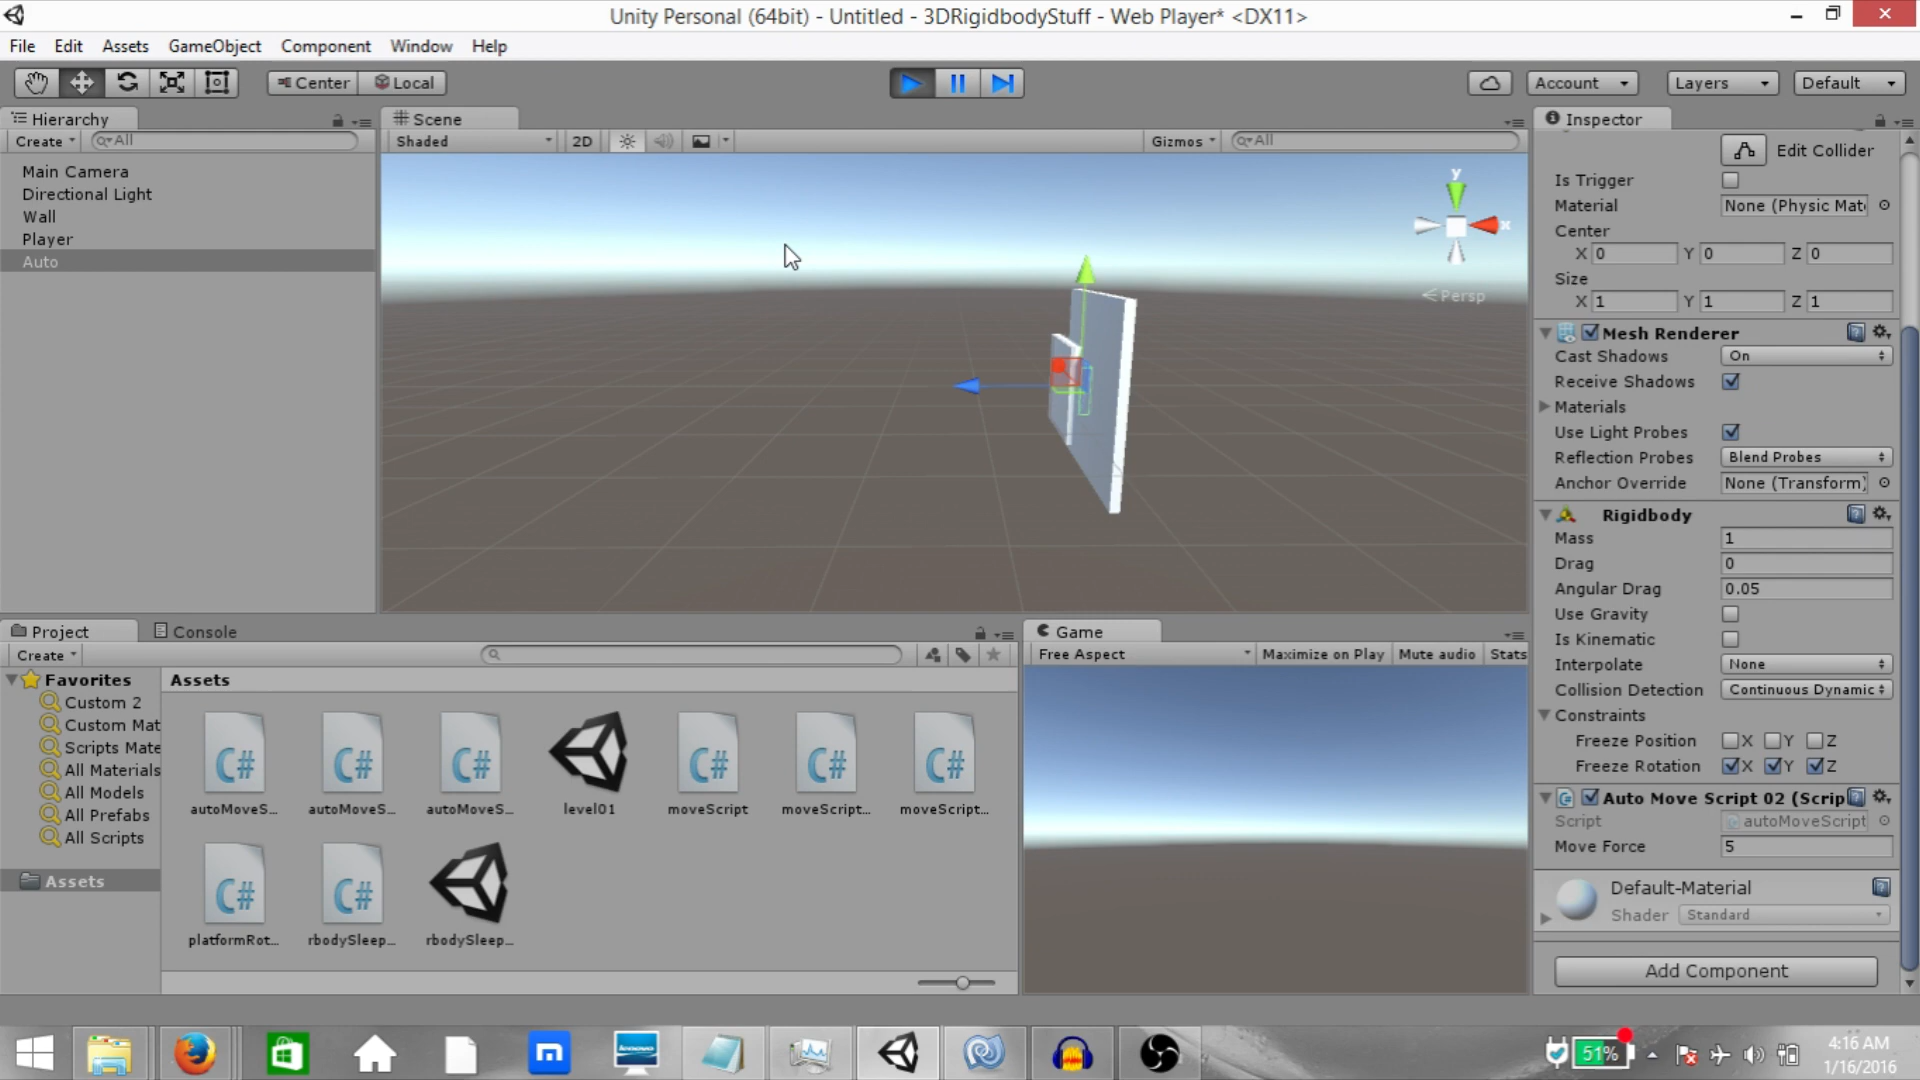 Unity Personal (64bit) - Untitled - 3DRigidbodyStuff - Web Player* <DX11>
File Edit Assets GameObject Component Window Help
Center Local Account Layers Default
Hierarchy
Create All
Main Camera
Directional Light
Wall
Player
Auto
Scene
Shaded 2D Gizmos All
y
x
Persp
Inspector
Edit Collider
Is Trigger
Material None (Physic Mat
Center
X 0 Y 0 Z 0
Size
X 1 Y 1 Z 1
Mesh Renderer
Cast Shadows On
Receive Shadows
Materials
Use Light Probes
Reflection Probes Blend Probes
Anchor Override None (Transform)
Rigidbody
Mass 1
Drag 0
Angular Drag 0.05
Use Gravity
Is Kinematic
Interpolate None
Collision Detection Continuous Dynamic
Constraints
Freeze Position X Y Z
Freeze Rotation X Y Z
Auto Move Script 02 (Scrip
Script autoMoveScript
Move Force 5
Default-Material
Shader Standard
Add Component
Project Console
Create
Favorites
Custom 2
Custom Mat
Scripts Mate
All Materials
All Models
All Prefabs
All Scripts
Assets
Assets
C# C# C# C# C# C#
autoMoveS... autoMoveS... autoMoveS... level01 moveScript moveScript... moveScript...
C# C#
platformRot... rbodySleep... rbodySleep...
Game
Free Aspect Maximize on Play Mute audio Stats
m
lenovo
51%
4:16 AM
1/16/2016